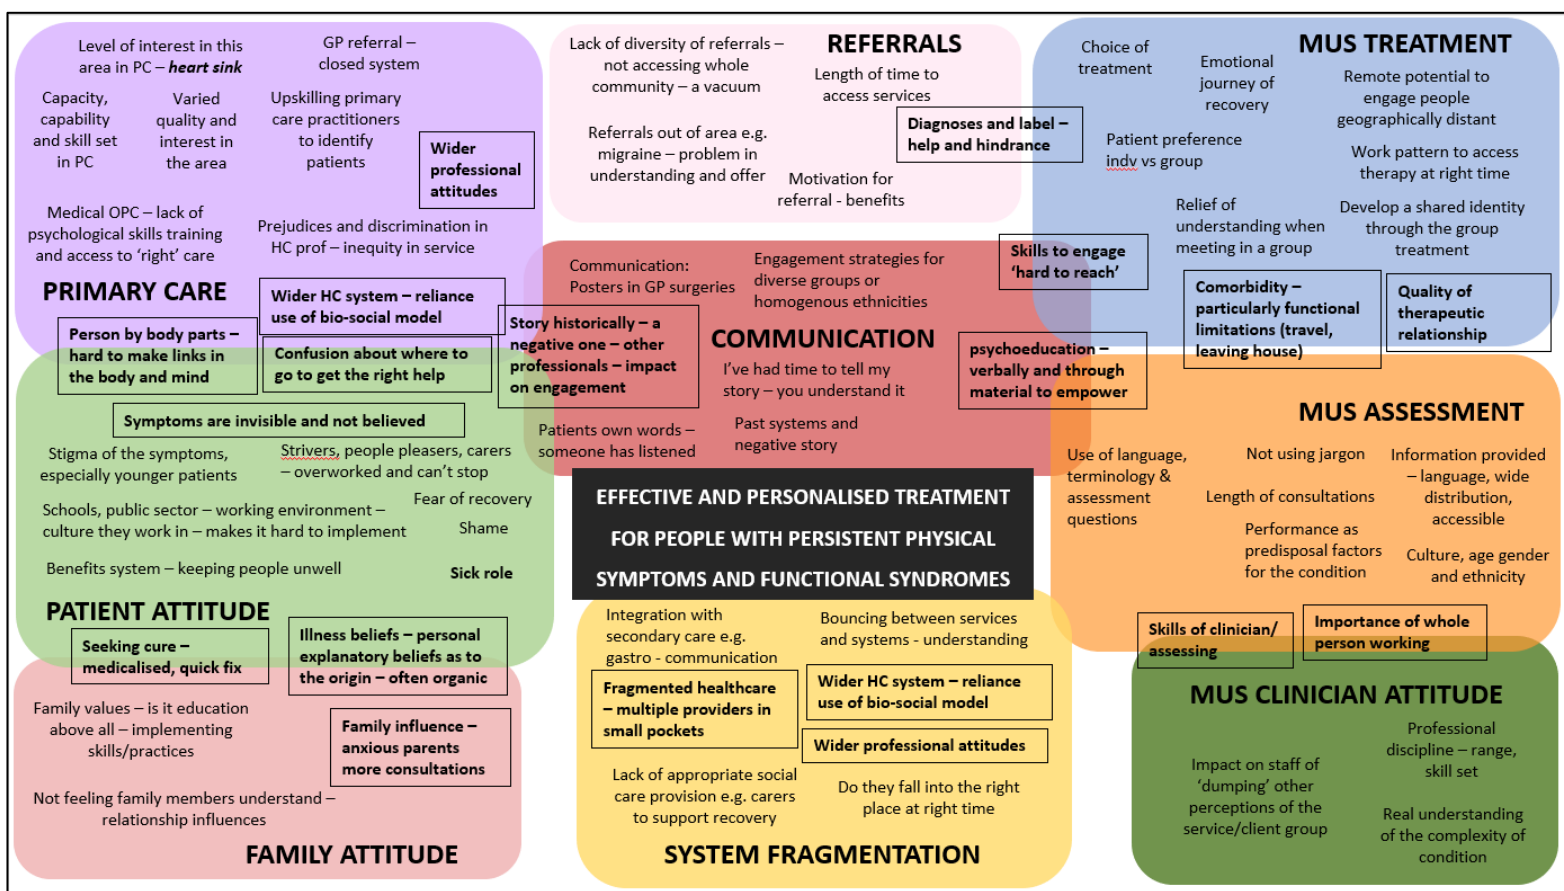 Level of interest in this
area in PC – heart sink
GP referral –
closed system
Capacity,
capability
and skill set
in PC
Varied
quality and
interest in
the area
Upskilling primary
care practitioners
to identify
patients
Wider
professional
attitudes
Medical OPC – lack of
psychological skills training
and access to ‘right’ care
Prejudices and discrimination in
HC prof – inequity in service
PRIMARY CARE
Wider HC system – reliance
use of bio-social model
Person by body parts –
hard to make links in
the body and mind
Confusion about where to
go to get the right help
REFERRALS
Lack of diversity of referrals –
not accessing whole
community – a vacuum
Length of time to
access services
Diagnoses and label –
help and hindrance
Referrals out of area e.g.
migraine – problem in
understanding and offer
Motivation for
referral - benefits
MUS TREATMENT
Choice of
treatment
Emotional
journey of
recovery
Remote potential to
engage people
geographically distant
Patient preference
indv vs group
Work pattern to access
therapy at right time
Relief of
understanding when
meeting in a group
Develop a shared identity
through the group
treatment
Skills to engage
‘hard to reach’
Comorbidity –
particularly functional
limitations (travel,
leaving house)
Quality of
therapeutic
relationship
Communication:
Posters in GP surgeries
Engagement strategies for
diverse groups or
homogenous ethnicities
Story historically – a
negative one – other
professionals – impact
on engagement
COMMUNICATION
I’ve had time to tell my
story – you understand it
psychoeducation –
verbally and through
material to empower
Patients own words –
someone has listened
Past systems and
negative story
Symptoms are invisible and not believed
Stigma of the symptoms,
especially younger patients
Strivers, people pleasers, carers
– overworked and can’t stop
Fear of recovery
Schools, public sector – working environment –
culture they work in – makes it hard to implement
Shame
Benefits system – keeping people unwell
Sick role
PATIENT ATTITUDE
Seeking cure –
medicalised, quick fix
Illness beliefs – personal
explanatory beliefs as to
the origin – often organic
EFFECTIVE AND PERSONALISED TREATMENT
FOR PEOPLE WITH PERSISTENT PHYSICAL
SYMPTOMS AND FUNCTIONAL SYNDROMES
MUS ASSESSMENT
Use of language,
terminology &
assessment
questions
Not using jargon
Information provided
– language, wide
distribution,
accessible
Length of consultations
Performance as
predisposal factors
for the condition
Culture, age gender
and ethnicity
Skills of clinician/
assessing
Importance of whole
person working
Family values – is it education
above all – implementing
skills/practices
Family influence –
anxious parents
more consultations
Not feeling family members understand –
relationship influences
FAMILY ATTITUDE
Integration with
secondary care e.g.
gastro - communication
Bouncing between services
and systems - understanding
Fragmented healthcare
– multiple providers in
small pockets
Wider HC system – reliance
use of bio-social model
Wider professional attitudes
Lack of appropriate social
care provision e.g. carers
to support recovery
Do they fall into the right
place at right time
SYSTEM FRAGMENTATION
MUS CLINICIAN ATTITUDE
Professional
discipline – range,
skill set
Impact on staff of
‘dumping’ other
perceptions of the
service/client group
Real understanding
of the complexity of
condition